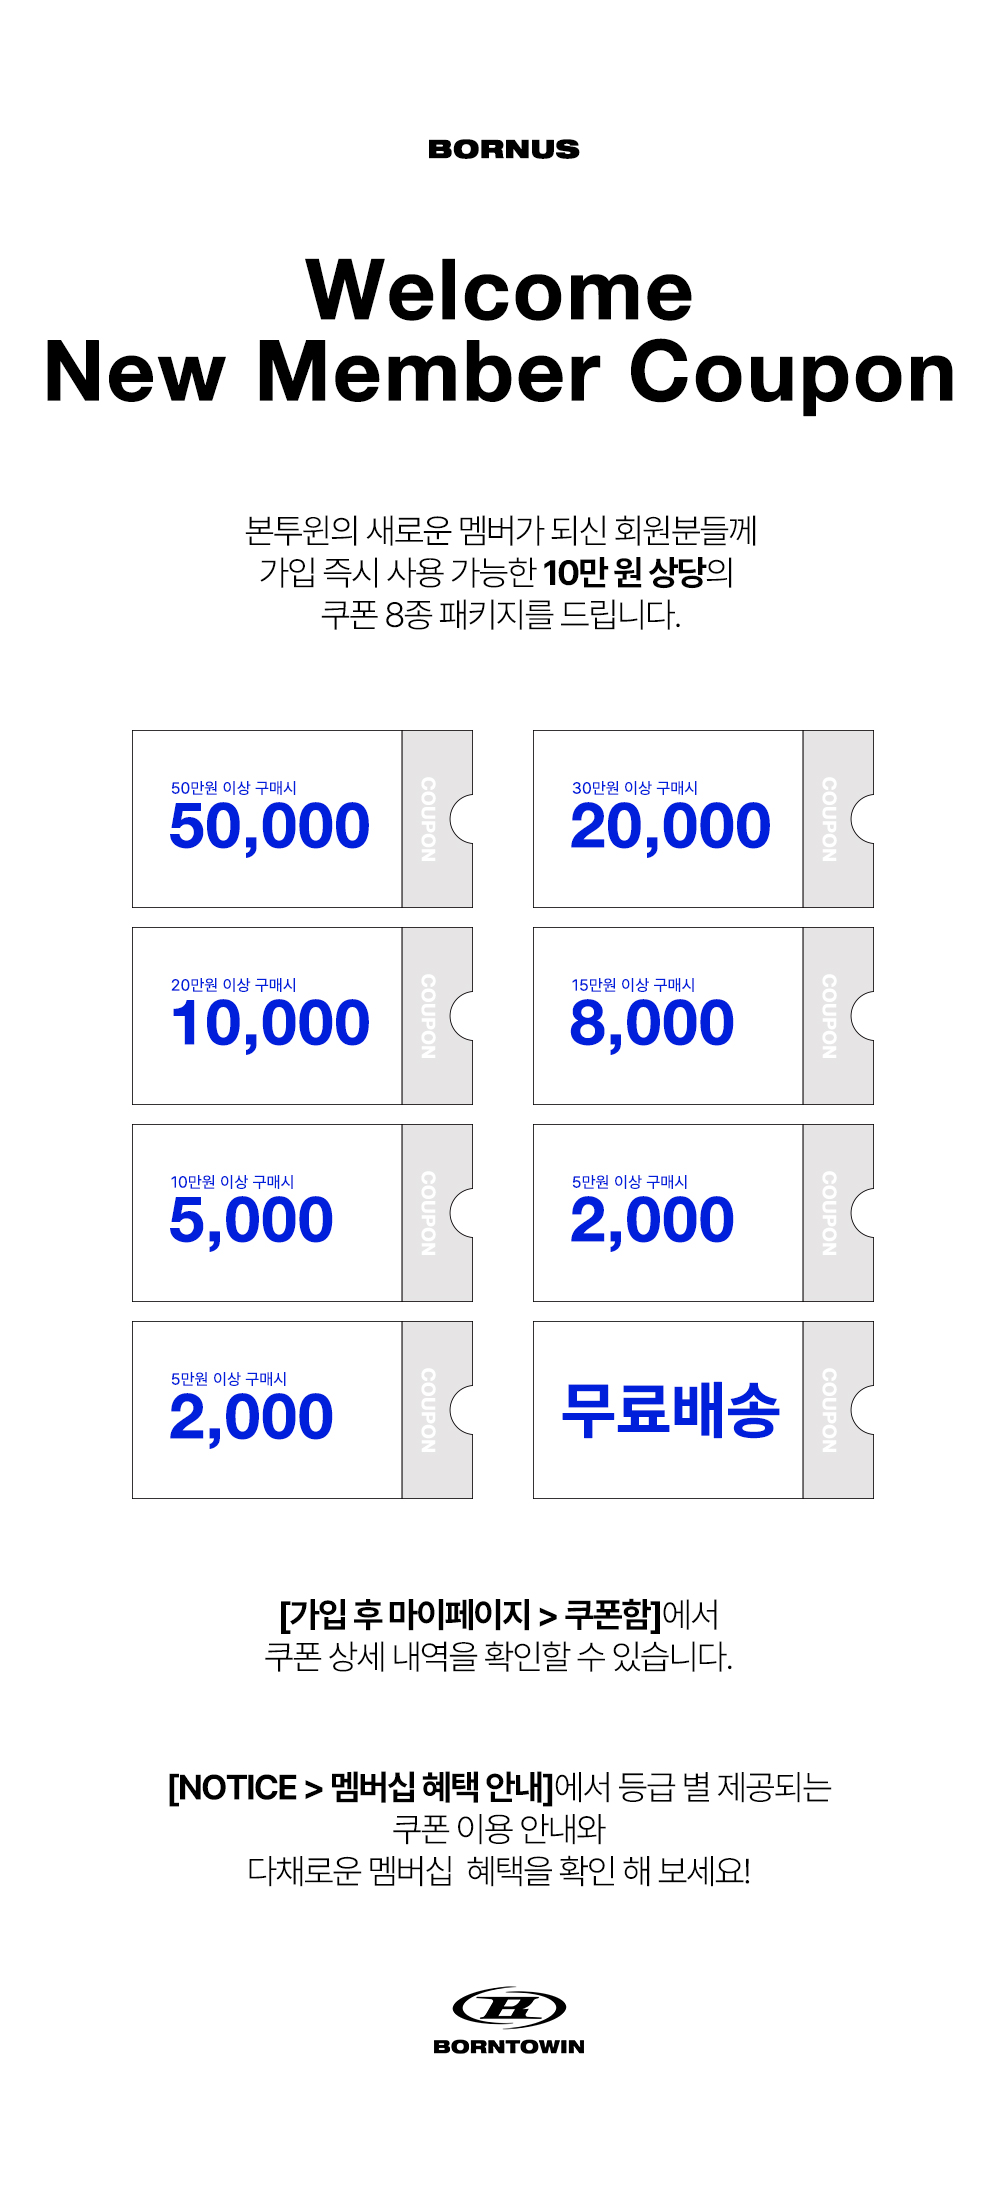 BORNUS
Welcome
New Member Coupon
본투윈의 새로운 멤버가 되신 회원분들께
가입 즉시 사용 가능한 10만 원 상당의
쿠폰 8종 패키지를 드립니다.
50만원 이상 구매시
50,000
COUPON
30만원 이상 구매시
20,000
COUPON
20만원 이상 구매시
10,000
COUPON
15만원 이상 구매시
8,000
COUPON
10만원 이상 구매시
5,000
COUPON
5만원 이상 구매시
2,000
COUPON
5만원 이상 구매시
2,000
COUPON
무료배송
COUPON
[가입 후 마이페이지 > 쿠폰함]에서
쿠폰 상세 내역을 확인할 수 있습니다.
[NOTICE > 멤버십 혜택 안내]에서 등급 별 제공되는
쿠폰 이용 안내와
다채로운 멤버십 혜택을 확인 해 보세요!
B
BORNTOWIN